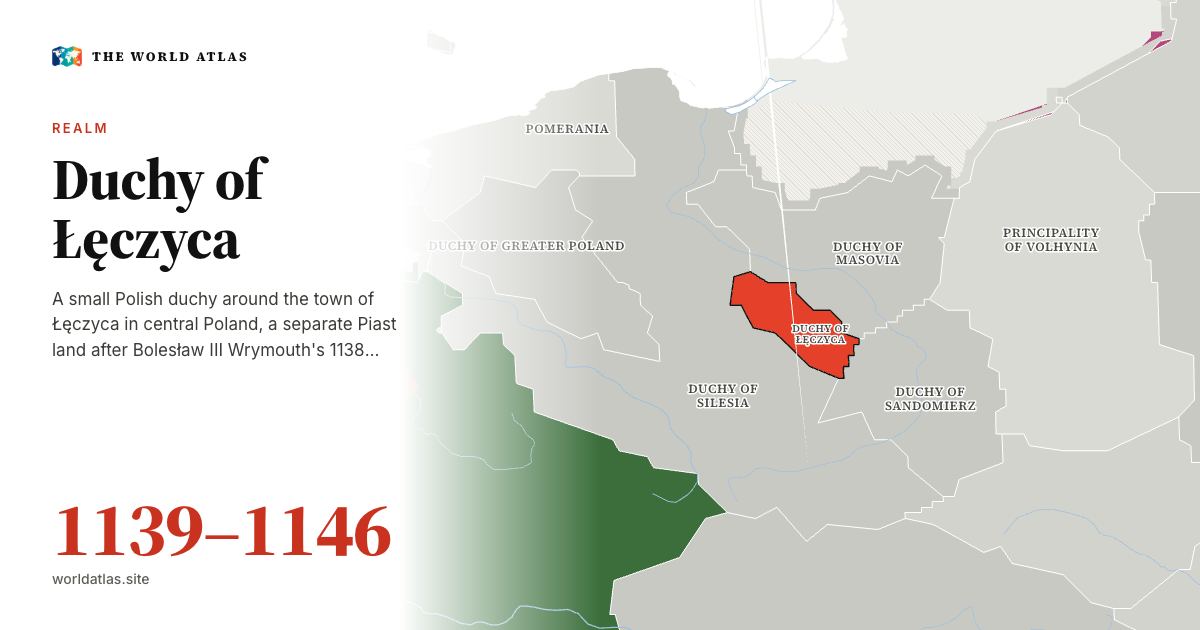 THE WORLD ATLAS
REALM
Duchy of
Łęczyca
A small Polish duchy around the town of
Łęczyca in central Poland, a separate Piast
land after Bolesław III Wrymouth's 1138...
1139–1146
worldatlas.site
POMERANIA
DUCHY OF GREATER POLAND
DUCHY OF
MASOVIA
PRINCIPALITY
OF VOLHYNIA
DUCHY OF
ŁĘCZYCA
DUCHY OF
SILESIA
DUCHY OF
SANDOMIERZ